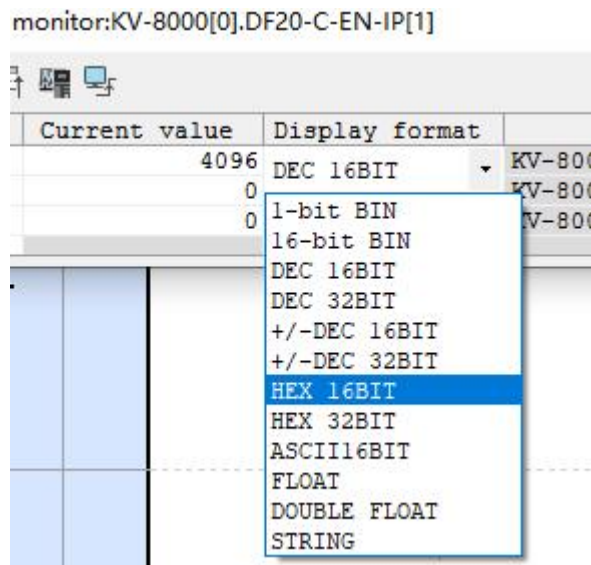 monitor:KV-8000[0].DF20-C-EN-IP[1]
Current value Display format
4096 DEC 16BIT KV-800
0 KV-800
0 KV-800
1-bit BIN
16-bit BIN
DEC 16BIT
DEC 32BIT
+/-DEC 16BIT
+/-DEC 32BIT
HEX 16BIT
HEX 32BIT
ASCII16BIT
FLOAT
DOUBLE FLOAT
STRING